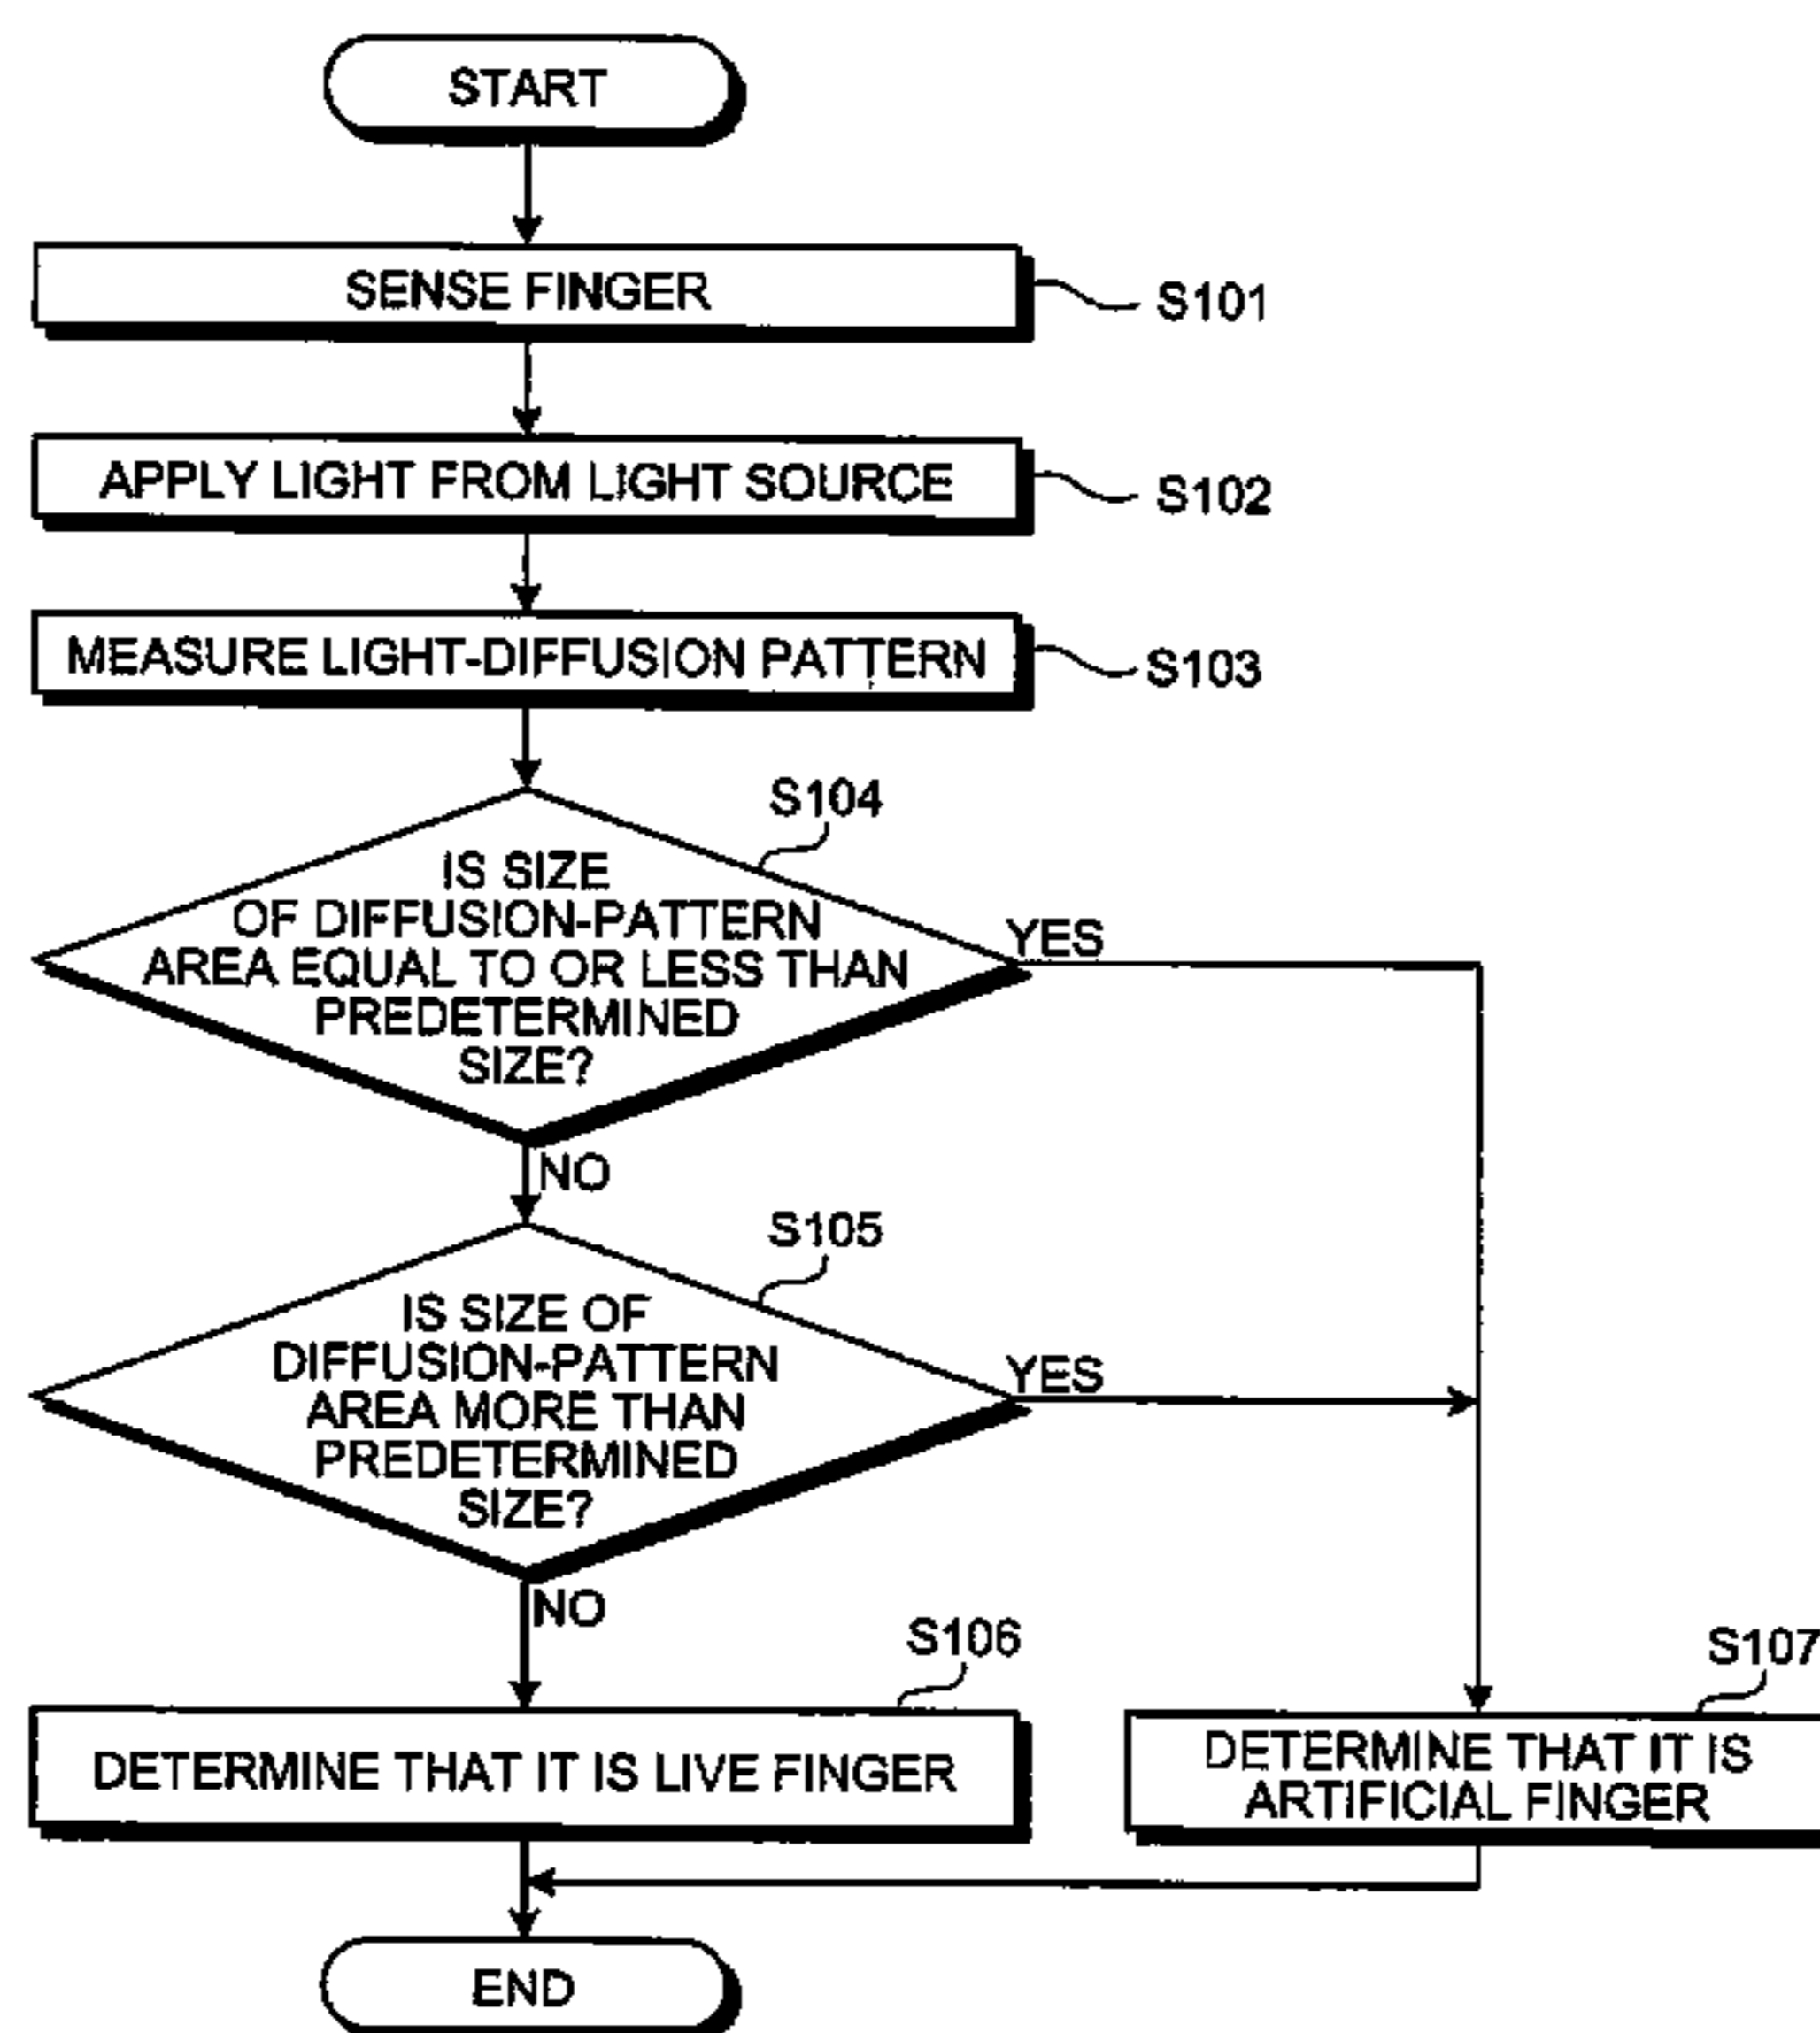 START
SENSE FINGER
S101
APPLY LIGHT FROM LIGHT SOURCE
S102
MEASURE LIGHT-DIFFUSION PATTERN
S103
S104
IS SIZE
OF DIFFUSION-PATTERN
AREA EQUAL TO OR LESS THAN
PREDETERMINED
SIZE?
YES
NO
S105
IS SIZE OF
DIFFUSION-PATTERN
AREA MORE THAN
PREDETERMINED
SIZE?
YES
NO
S106
DETERMINE THAT IT IS LIVE FINGER
S107
DETERMINE THAT IT IS
ARTIFICIAL FINGER
END